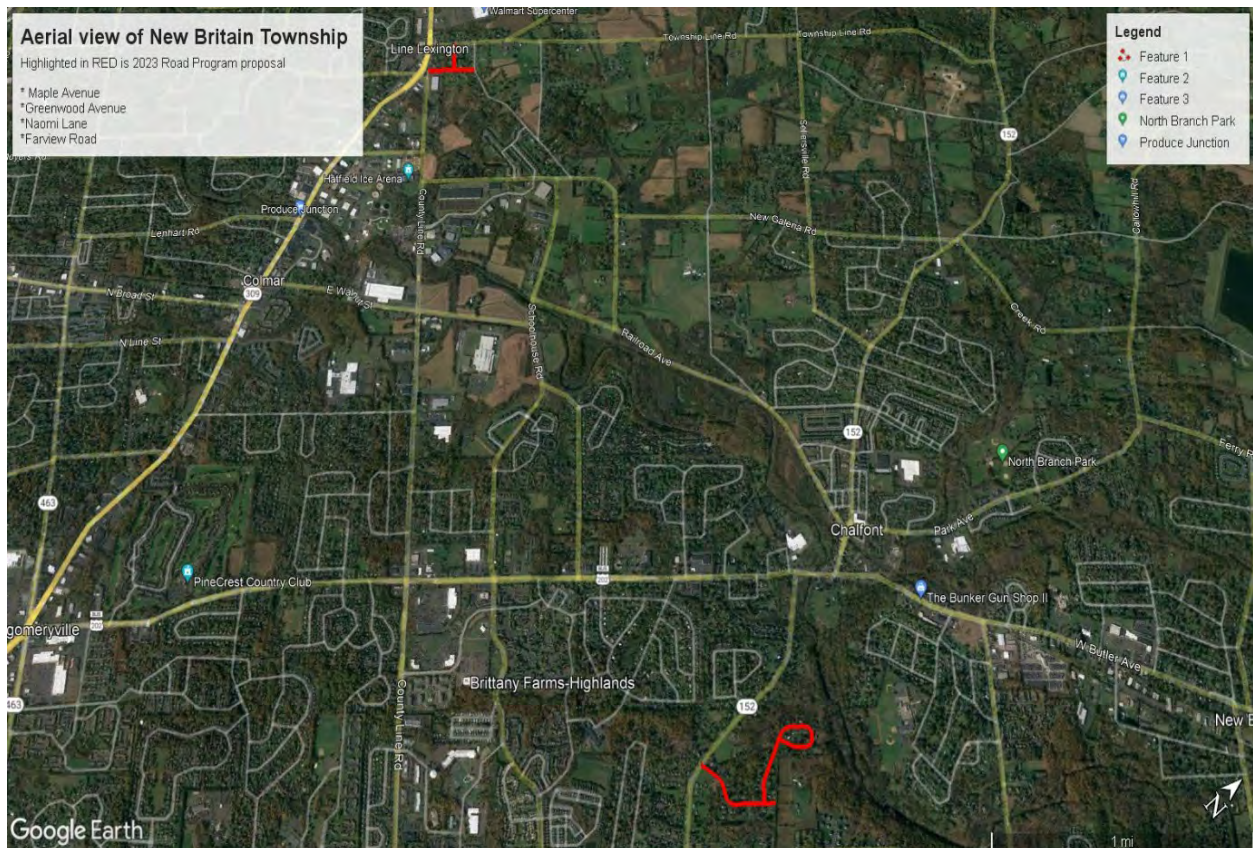 Aerial view of New Britain Township
Highlighted in RED is 2023 Road Program proposal
* Maple Avenue
*Greenwood Avenue
*Naomi Lane
*Farview Road
Legend
Feature 1
Feature 2
Feature 3
North Branch Park
Produce Junction
Walmart Supercenter
Line Lexington
Township Line Rd
Township Line Rd
152
Sellersville Rd
Callowhill Rd
Hatfield Ice Arena
Produce Junction
County Line Rd
Lenhart Rd
New Galena Rd
Colmar
309
N Broad St
E Walnut St
N Line St
Schoolhouse Rd
Railroad Ave
Creek Rd
152
Ferry R
North Branch Park
463
Chalfont
Park Ave
PineCrest Country Club
202
The Bunker Gun Shop II
202
gomeryville
W Butler Ave
Brittany Farms-Highlands
County Line Rd
463
152
New B
N
Google Earth
1 mi